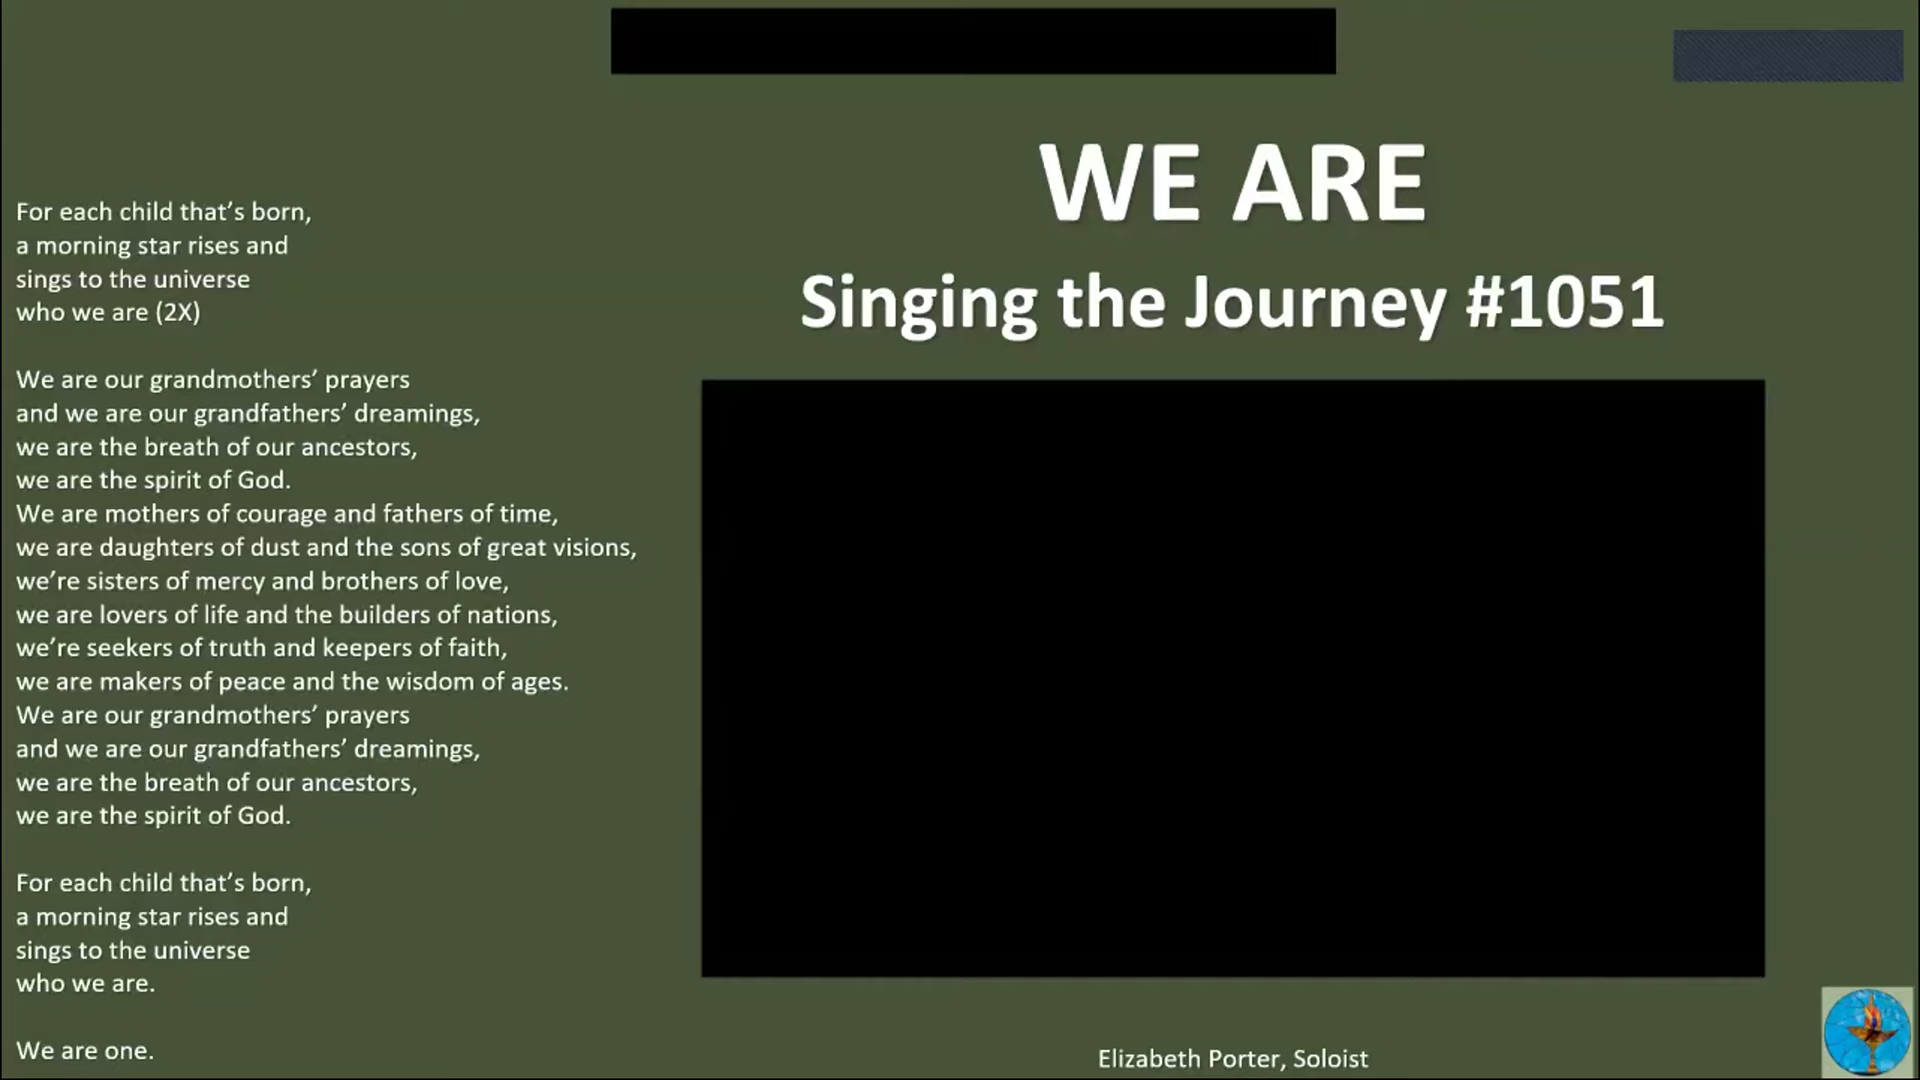 WE ARE
Singing the Journey #1051
For each child that’s born,
a morning star rises and
sings to the universe
who we are (2X)
We are our grandmothers’ prayers
and we are our grandfathers’ dreamings,
we are the breath of our ancestors,
we are the spirit of God.
We are mothers of courage and fathers of time,
we are daughters of dust and the sons of great visions,
we’re sisters of mercy and brothers of love,
we are lovers of life and the builders of nations,
we’re seekers of truth and keepers of faith,
we are makers of peace and the wisdom of ages.
We are our grandmothers’ prayers
and we are our grandfathers’ dreamings,
we are the breath of our ancestors,
we are the spirit of God.
For each child that’s born,
a morning star rises and
sings to the universe
who we are.
We are one.
Elizabeth Porter, Soloist